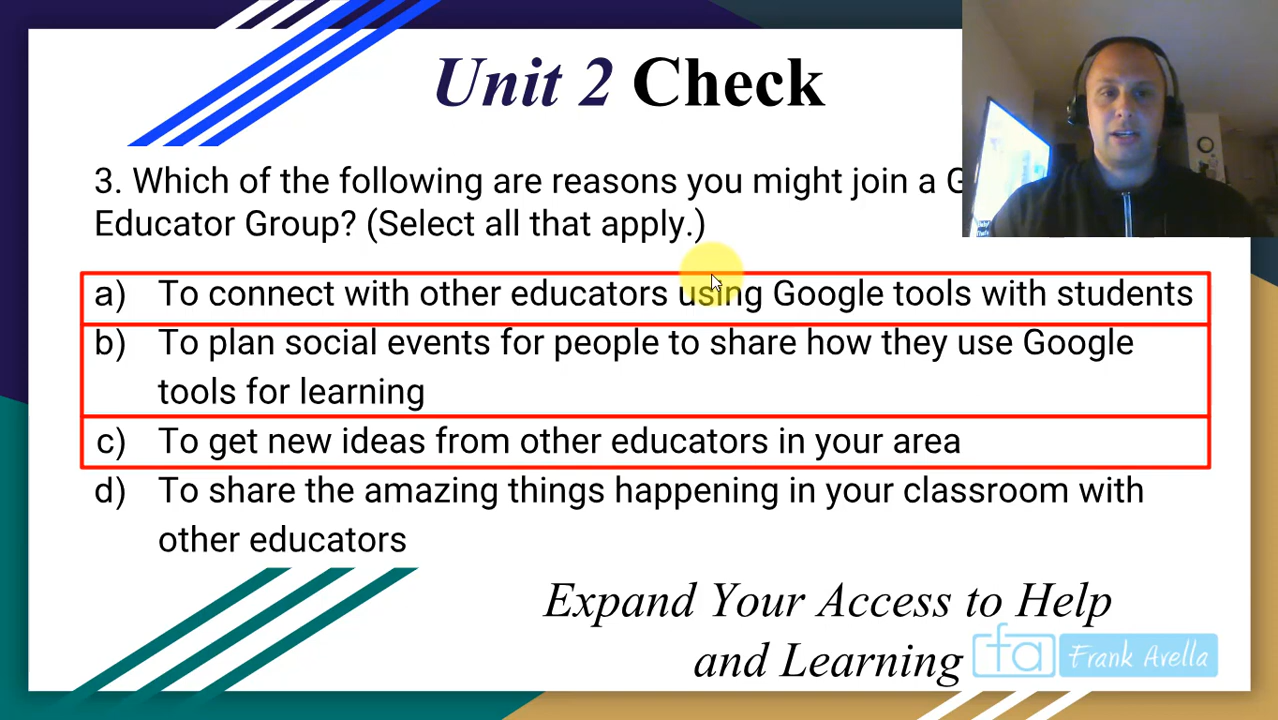 Unit 2 Check
3. Which of the following are reasons you might join a
Educator Group? (Select all that apply.)
a) To connect with other educators using Google tools with students
b) To plan social events for people to share how they use Google
tools for learning
c) To get new ideas from other educators in your area
d) To share the amazing things happening in your classroom with
other educators
Expand Your Access to Help
and Learning
fa Frank Avella